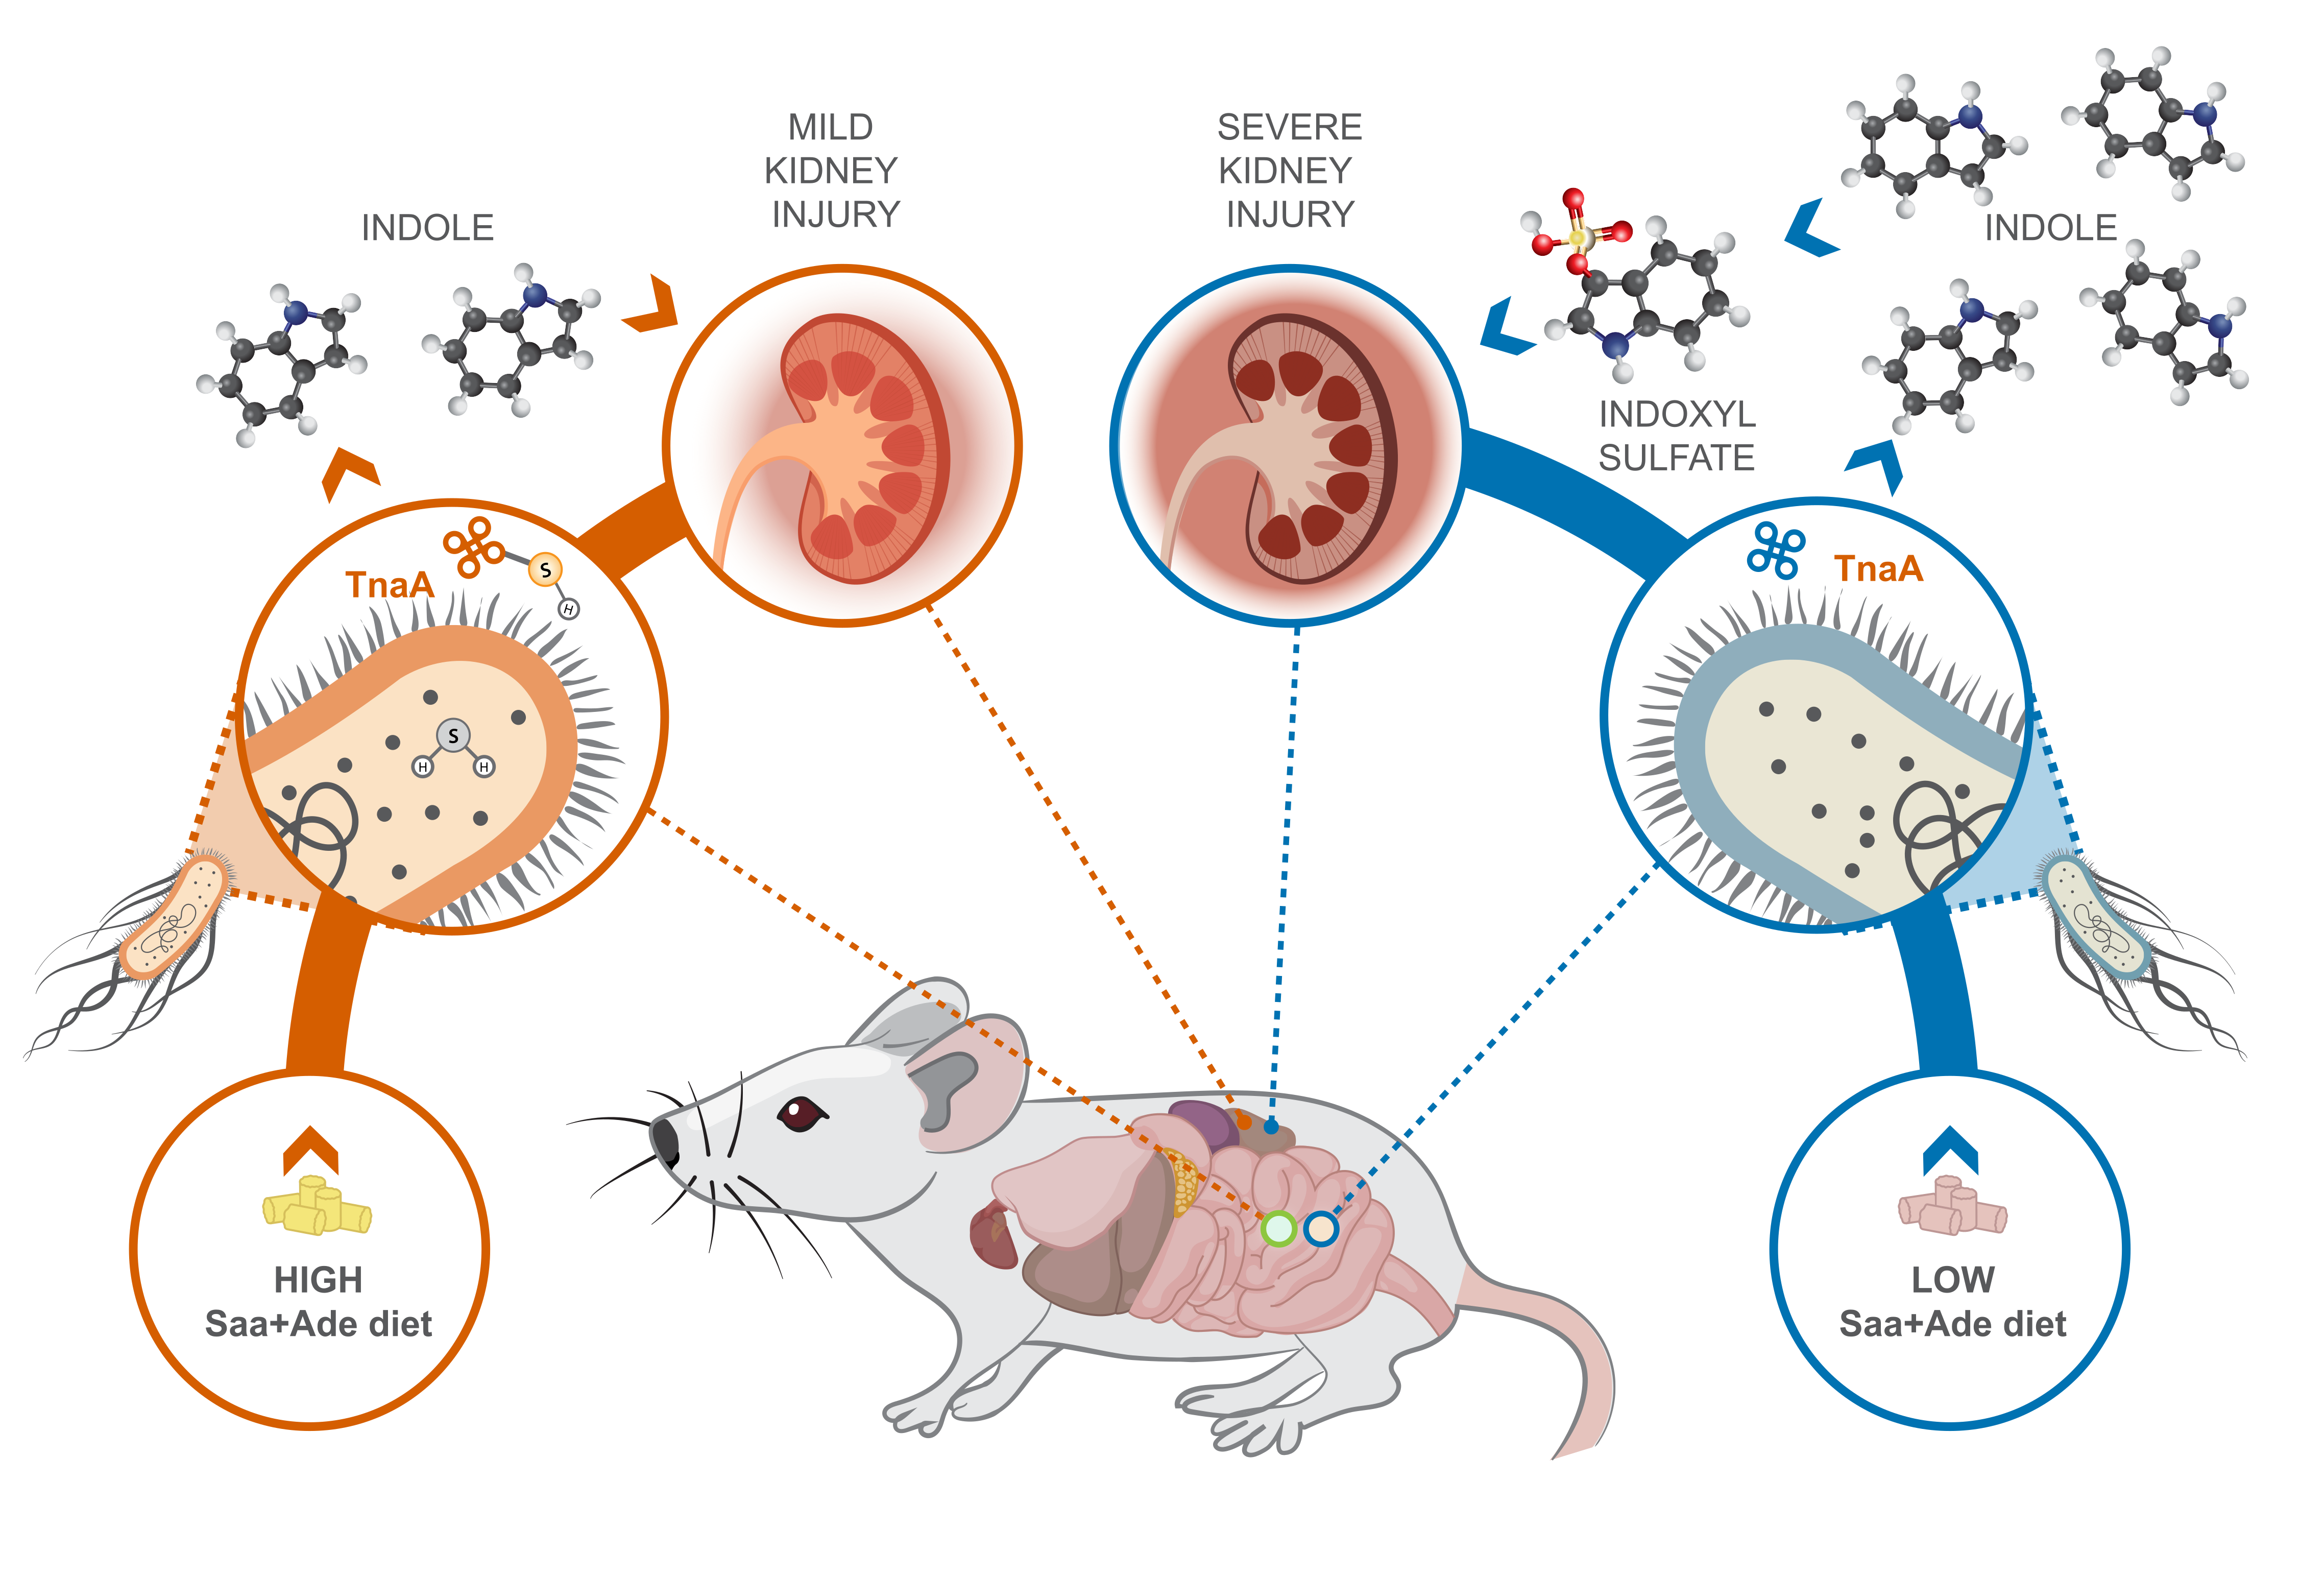 MILD
KIDNEY
INJURY
SEVERE
KIDNEY
INJURY
INDOLE
INDOLE
INDOXYL
SULFATE
TnaA
S
H
TnaA
S
H
H
HIGH
Saa+Ade diet
LOW
Saa+Ade diet